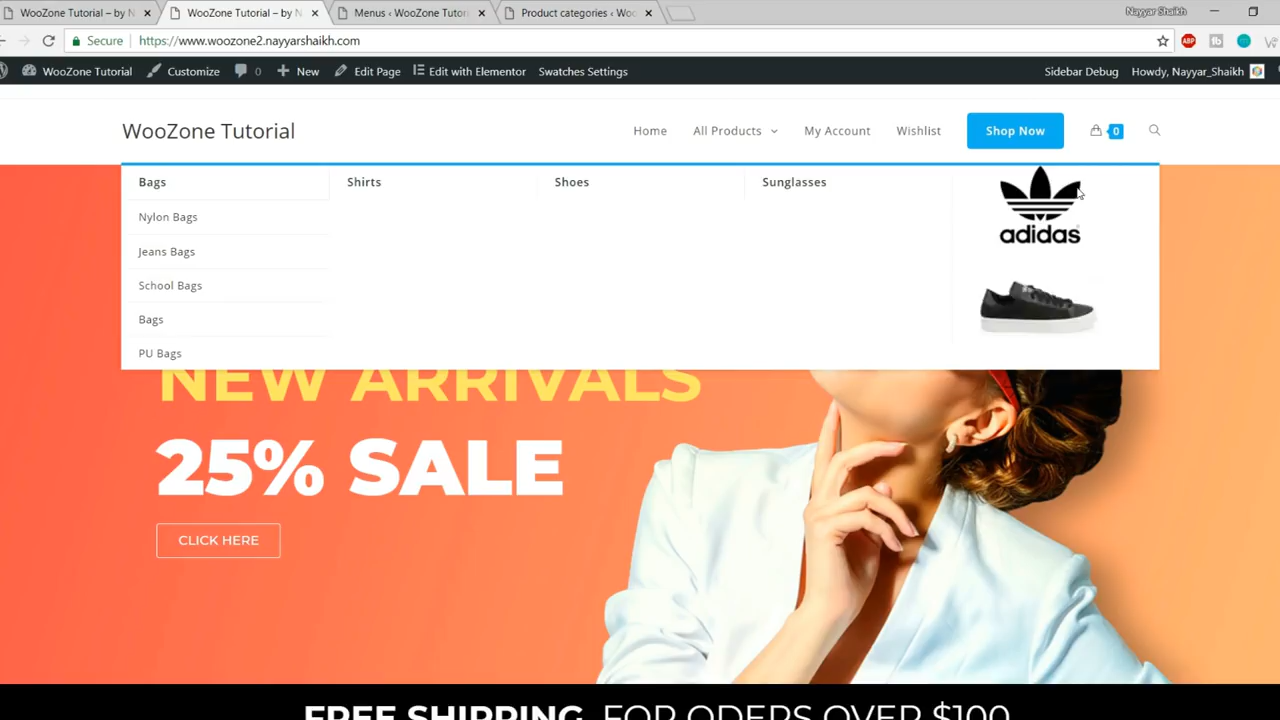 WooZone Tutorial – by N
WooZone Tutorial – by N
Menus ‹ WooZone Tutori
Product categories ‹ Woo
Nayyar Shaikh
Secure
https://www.woozone2.nayyarshaikh.com
ABP
tb
WooZone Tutorial
Customize
0
New
Edit Page
Edit with Elementor
Swatches Settings
Sidebar Debug
Howdy, Nayyar_Shaikh
WooZone Tutorial
Home
All Products
My Account
Wishlist
Shop Now
0
Bags
Shirts
Shoes
Sunglasses
adidas
Nylon Bags
Jeans Bags
School Bags
Bags
PU Bags
NEW ARRIVALS
25% SALE
CLICK HERE
FREE SHIPPING FOR ODERS OVER $100